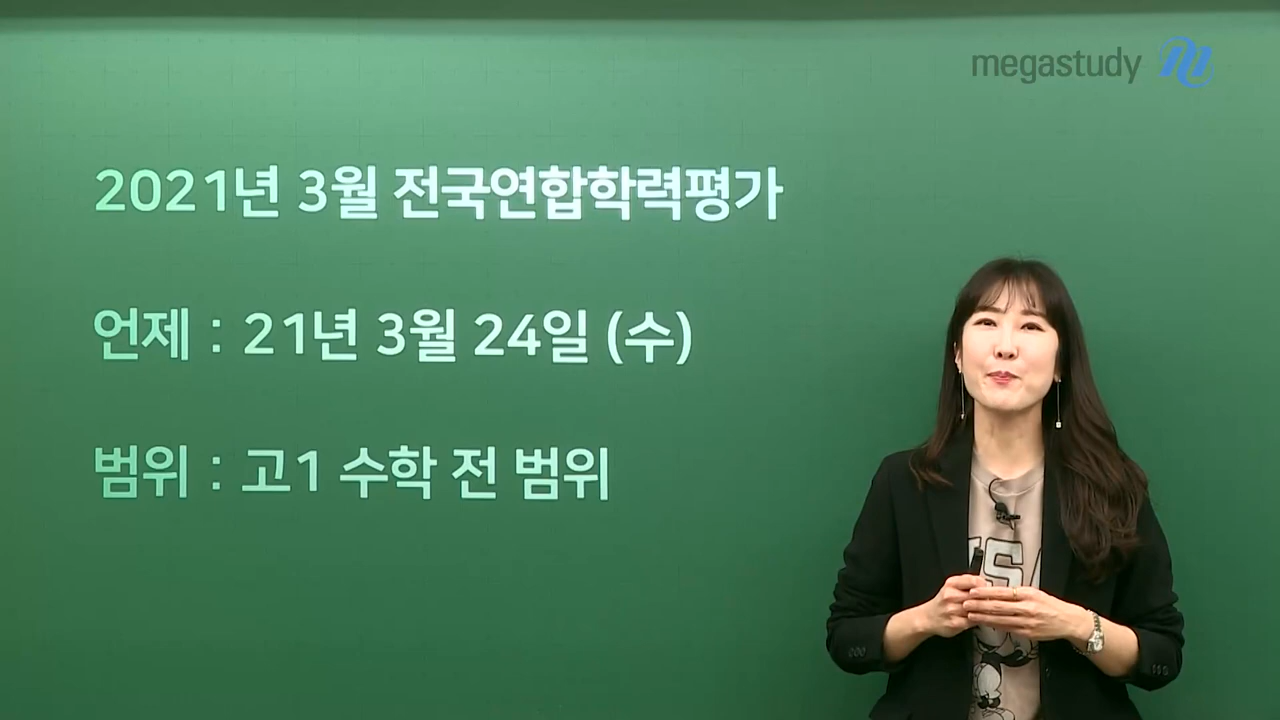 megastudy
2021년 3월 전국연합학력평가
언제 : 21년 3월 24일 (수)
범위 : 고1 수학 전 범위